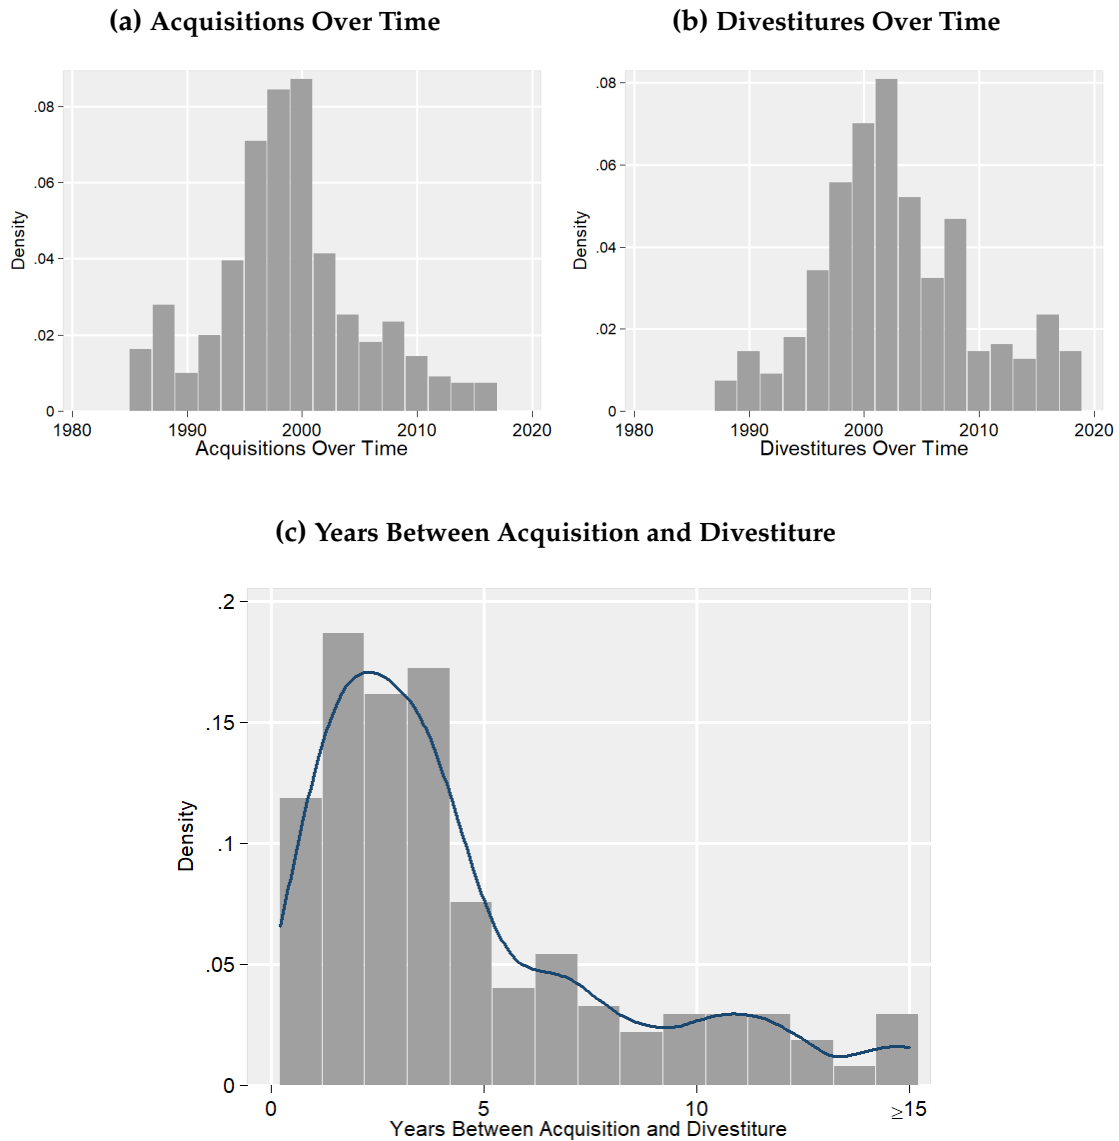 (a) Acquisitions Over Time
Density
.08
.06
.04
.02
0
1980 1990 2000 2010 2020
Acquisitions Over Time
(b) Divestitures Over Time
Density
.08
.06
.04
.02
0
1980 1990 2000 2010 2020
Divestitures Over Time
(c) Years Between Acquisition and Divestiture
Density
.2
.15
.1
.05
0
0 5 10 ≥15
Years Between Acquisition and Divestiture